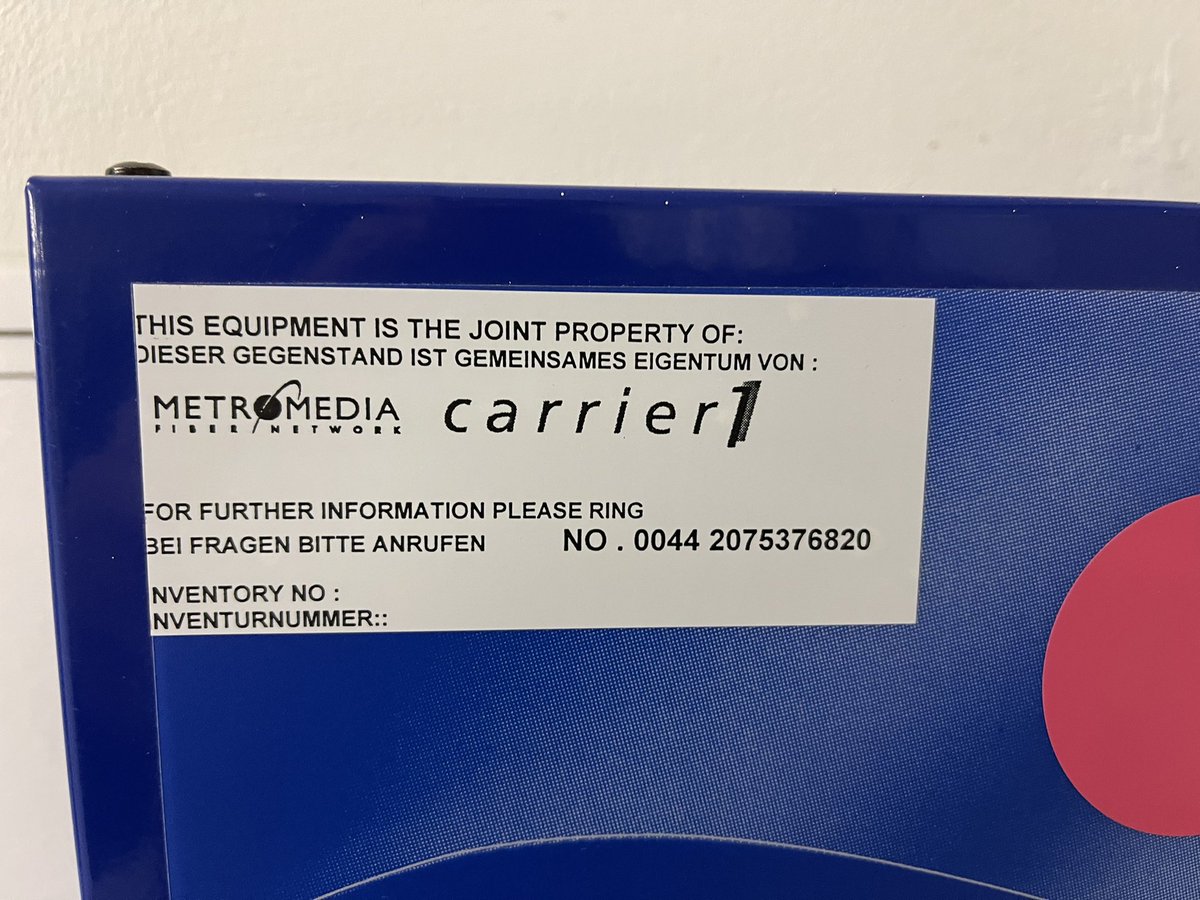 THIS EQUIPMENT IS THE JOINT PROPERTY OF:
DIESER GEGENSTAND IST GEMEINSAMES EIGENTUM VON :
METROMEDIA carrier1
FIBER NETWORK
FOR FURTHER INFORMATION PLEASE RING
BEI FRAGEN BITTE ANRUFEN NO . 0044 2075376820
NVENTORY NO :
NVENTURNUMMER::